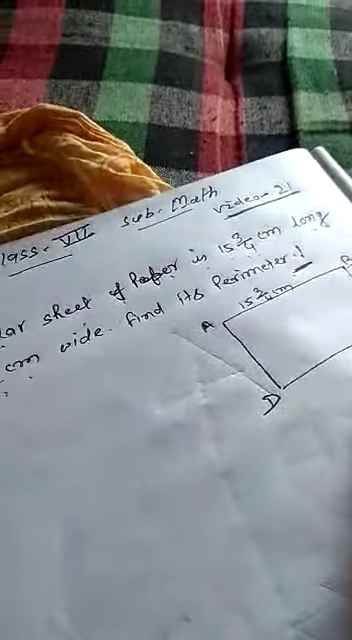 lass- VII Sub- Math Video- 21
lar sheet of Paper is 15 3/4 cm long
cm wide. Find its Perimeter!
15 3/4 cm
A B
D